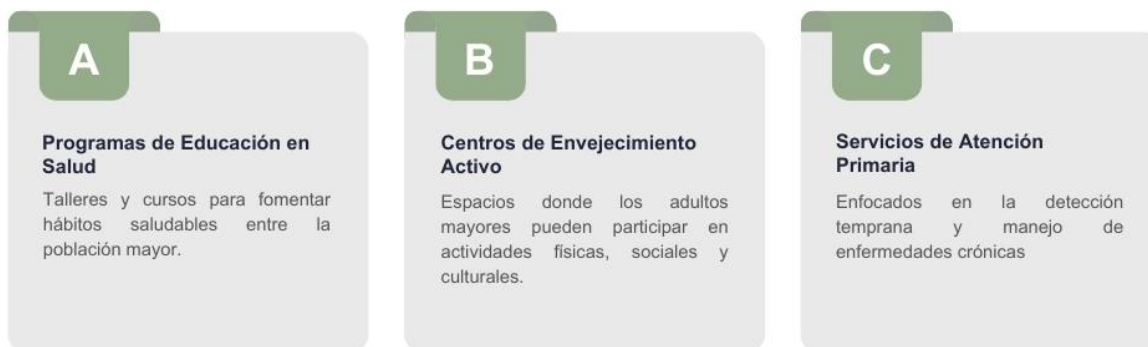 A
Programas de Educación en
Salud
Talleres y cursos para fomentar
hábitos saludables entre la
población mayor.
B
Centros de Envejecimiento
Activo
Espacios donde los adultos
mayores pueden participar en
actividades físicas, sociales y
culturales.
C
Servicios de Atención
Primaria
Enfocados en la detección
temprana y manejo de
enfermedades crónicas